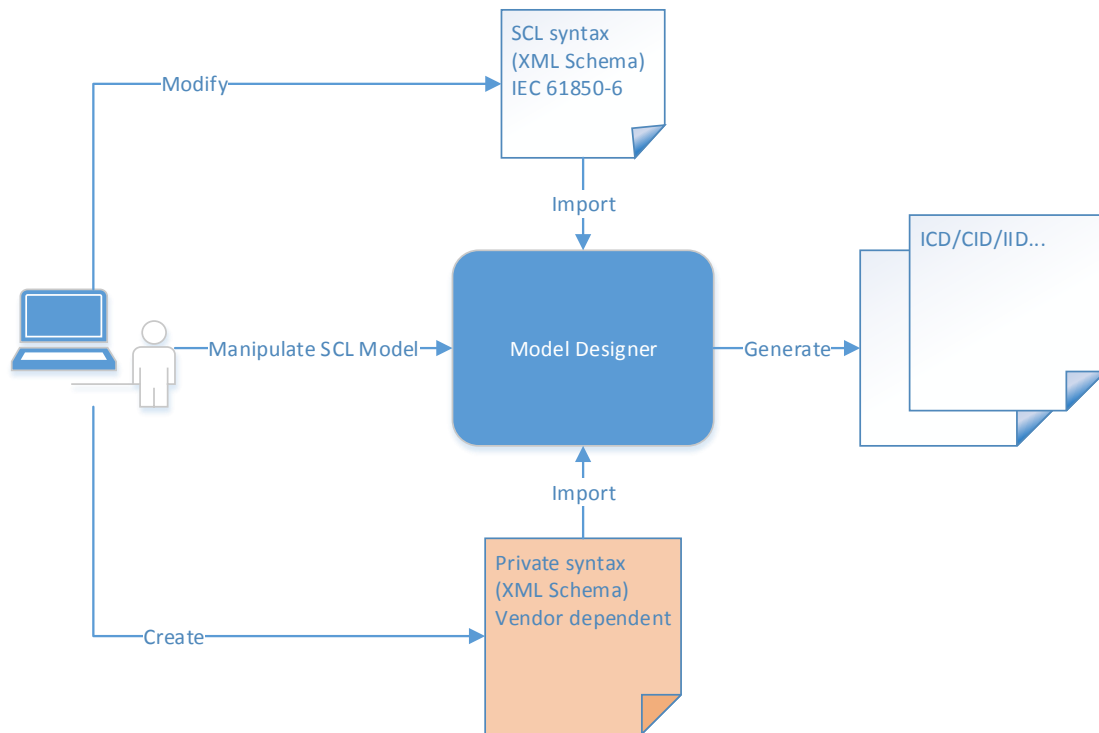 SCL syntax
(XML Schema)
IEC 61850-6
Modify
Import
ICD/CID/IID...
Manipulate SCL Model
Model Designer
Generate
Import
Private syntax
(XML Schema)
Vendor dependent
Create